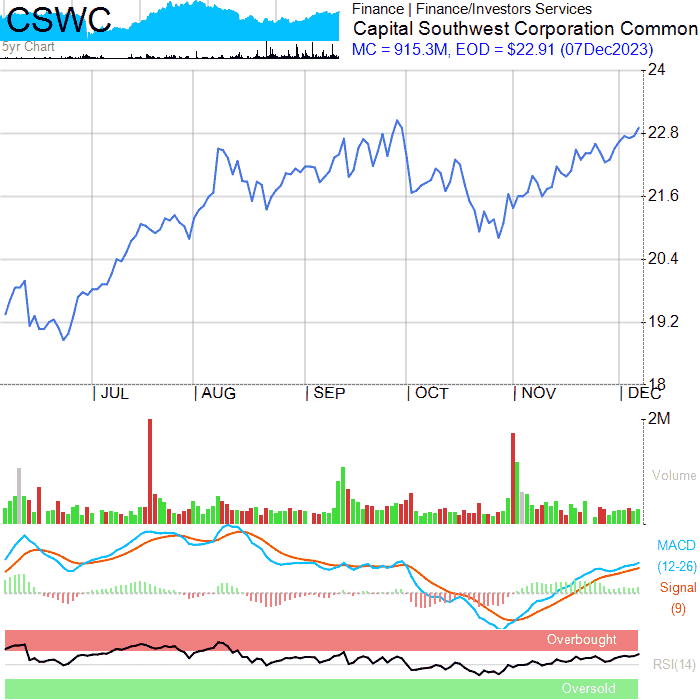 CSWC
5yr Chart
Finance | Finance/Investors Services
Capital Southwest Corporation Common
MC = 915.3M, EOD = $22.91 (07Dec2023)
24
22.8
21.6
20.4
19.2
18
JUL
AUG
SEP
OCT
NOV
DEC
2M
Volume
MACD
(12-26)
Signal
(9)
Overbought
RSI(14)
Oversold